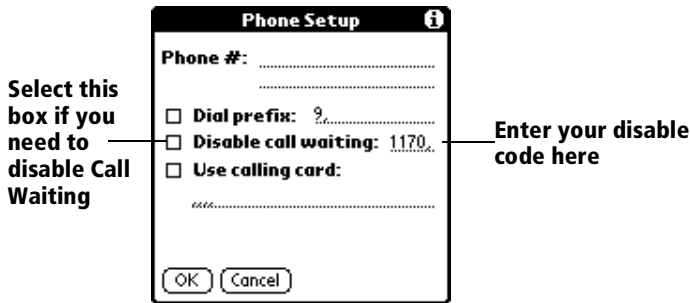 Phone Setup i
Phone #:
Select this
box if you
need to
disable Call
Waiting
Dial prefix: 9,
Disable call waiting: 1170,
Enter your disable
code here
Use calling card:
,,,,
OK Cancel